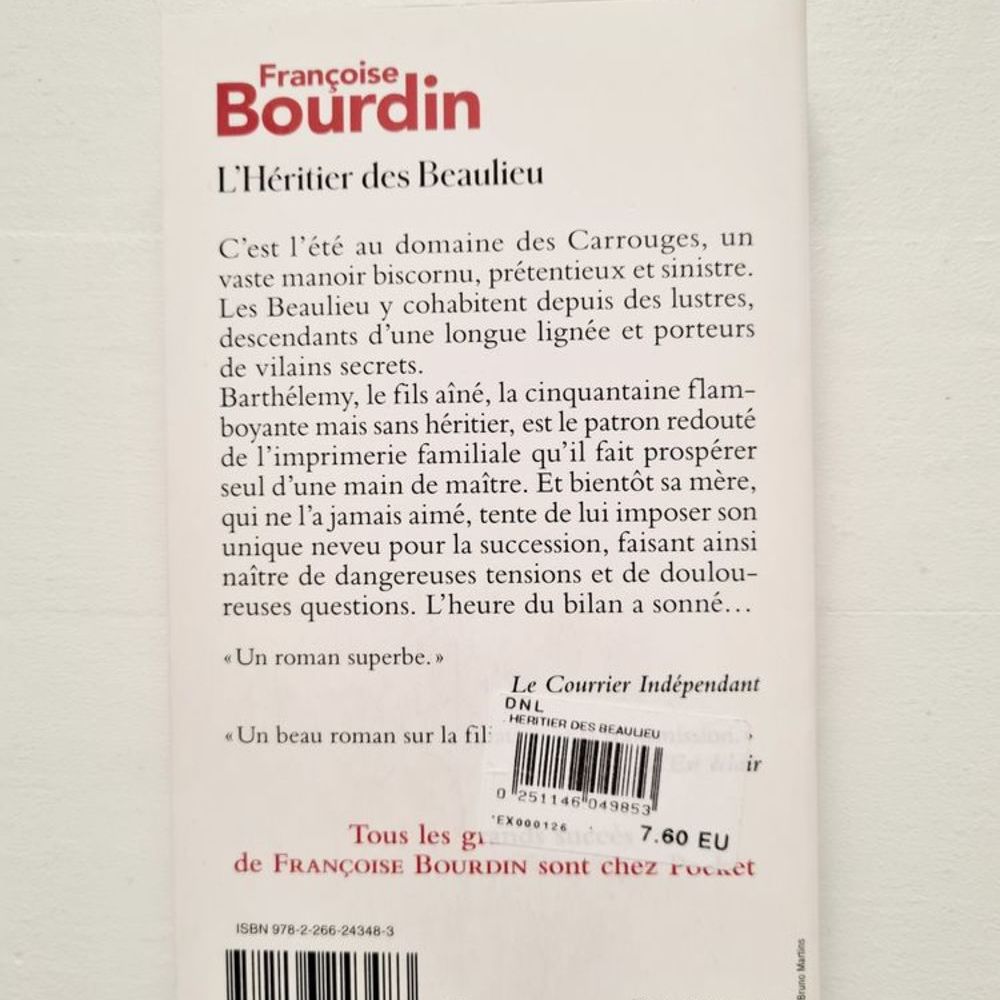 Françoise
Bourdin
L'Héritier des Beaulieu
C'est l'été au domaine des Carrouges, un
vaste manoir biscornu, prétentieux et sinistre.
Les Beaulieu y cohabitent depuis des lustres,
descendants d'une longue lignée et porteurs
de vilains secrets.
Barthélemy, le fils aîné, la cinquantaine flam-
boyante mais sans héritier, est le patron redouté
de l'imprimerie familiale qu'il fait prospérer
seul d'une main de maître. Et bientôt sa mère,
qui ne l'a jamais aimé, tente de lui imposer son
unique neveu pour la succession, faisant ainsi
naître de dangereuses tensions et de doulou-
reuses questions. L'heure du bilan a sonné…
« Un roman superbe. »
Le Courrier Indépendant
« Un beau roman sur la
DNL
HERITIER DES BEAULIEU
0 251146 049853
EX000126
7.60 EU
Tous les grands succès
de FRANÇOISE BOURDIN sont chez Pocket
ISBN 978-2-266-24348-3
Bruno Martins